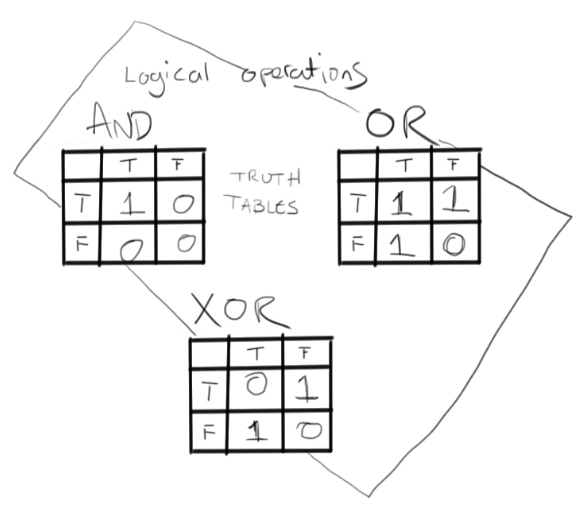 Logical operations
AND
T F
T 1 0
F 0 0
TRUTH
TABLES
OR
T F
T 1 1
F 1 0
XOR
T F
T 0 1
F 1 0